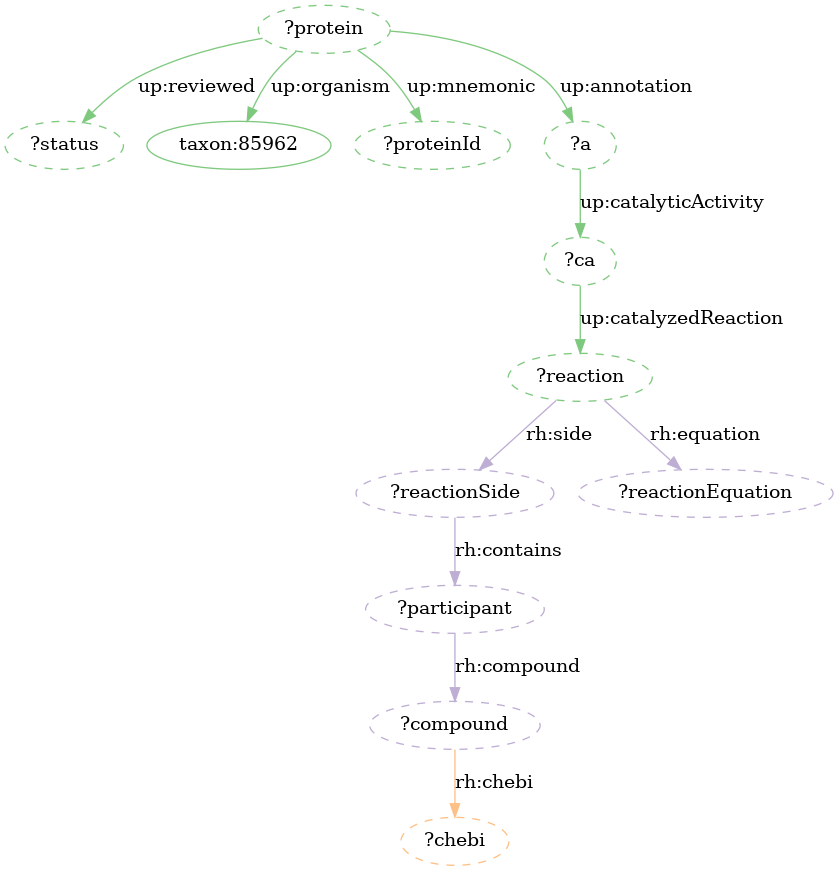 ?protein
up:reviewed
up:organism
up:mnemonic
up:annotation
?status
taxon:85962
?proteinId
?a
up:catalyticActivity
?ca
up:catalyzedReaction
?reaction
rh:side
rh:equation
?reactionSide
?reactionEquation
rh:contains
?participant
rh:compound
?compound
rh:chebi
?chebi